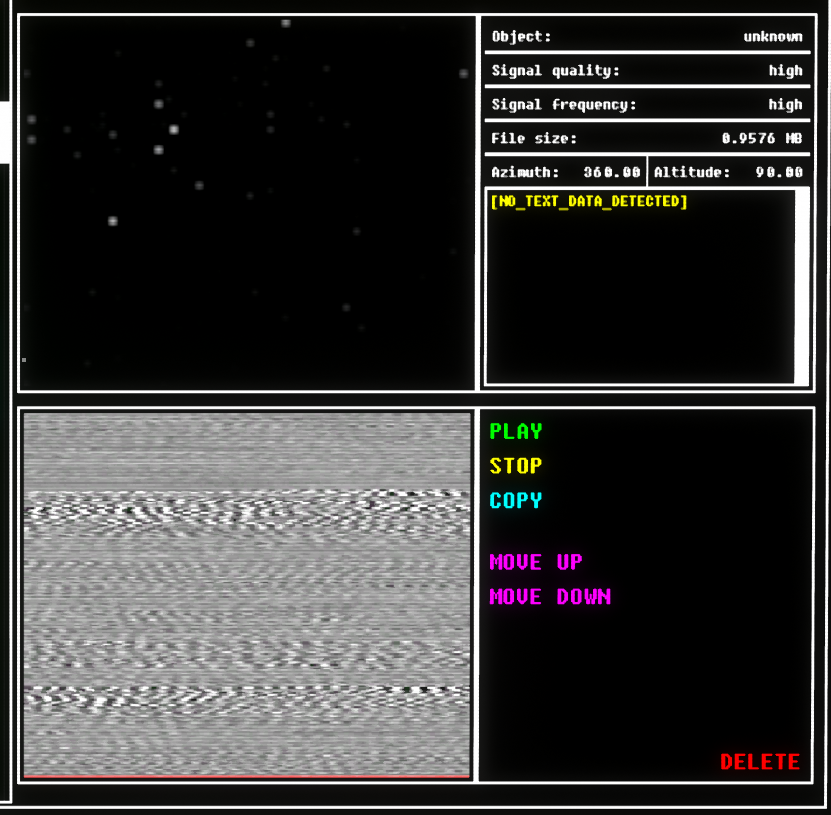 Object: unknown
Signal quality: high
Signal frequency: high
File size: 0.9576 MB
Azimuth: 360.00 Altitude: 90.00
[NO_TEXT_DATA_DETECTED]
PLAY
STOP
COPY
MOVE UP
MOVE DOWN
DELETE